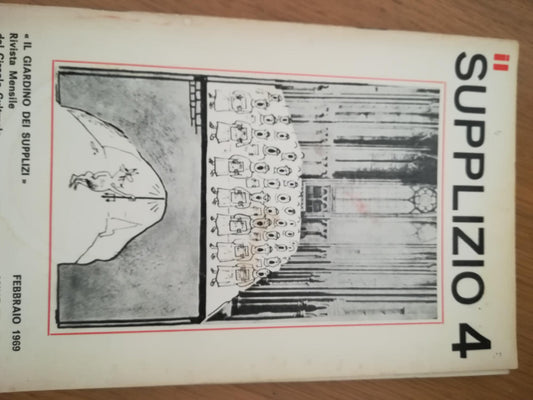 il
SUPPLIZIO 4
« IL GIARDINO DEI SUPPLIZI »
Rivista Mensile
FEBBRAIO 1969